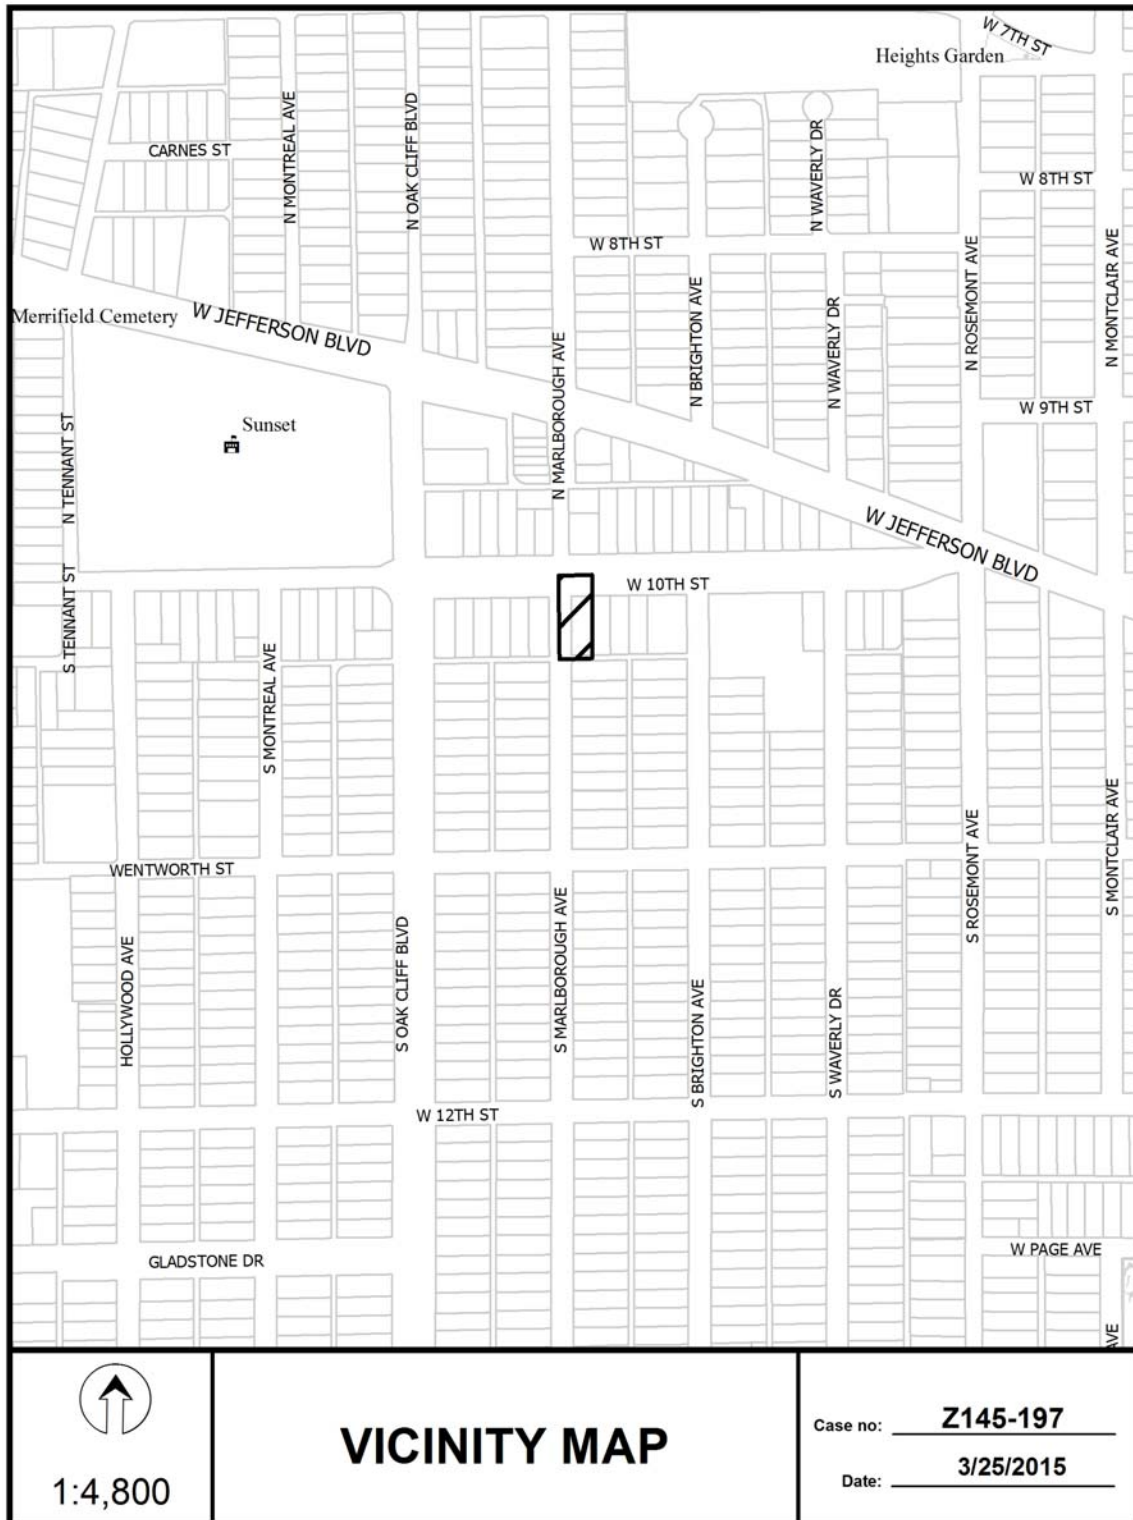 W 7TH ST
Heights Garden
N MONTREAL AVE
N OAK CLIFF BLVD
CARNES ST
N WAVERLY DR
W 8TH ST
W 8TH ST
N ROSEMONT AVE
N MONTCLAIR AVE
N BRIGHTON AVE
N WAVERLY DR
Merrifield Cemetery
W JEFFERSON BLVD
N MARLBOROUGH AVE
W 9TH ST
Sunset
N TENNANT ST
W JEFFERSON BLVD
S TENNANT ST
W 10TH ST
S MONTREAL AVE
S ROSEMONT AVE
S MONTCLAIR AVE
WENTWORTH ST
HOLLYWOOD AVE
S OAK CLIFF BLVD
S MARLBOROUGH AVE
S BRIGHTON AVE
S WAVERLY DR
W 12TH ST
W PAGE AVE
GLADSTONE DR
AVE
1:4,800
VICINITY MAP
Case no: Z145-197
Date: 3/25/2015